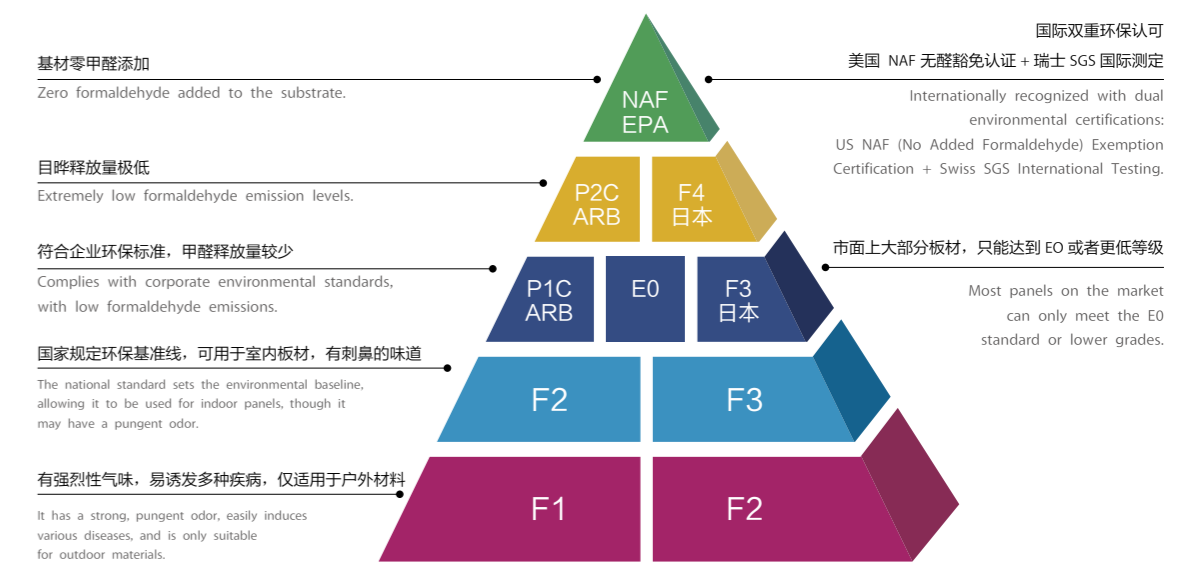 国际双重环保认可
基材零甲醛添加
美国 NAF 无醛豁免认证 + 瑞士 SGS 国际测定
Zero formaldehyde added to the substrate.
Internationally recognized with dual
environmental certifications:
US NAF (No Added Formaldehyde) Exemption
Certification + Swiss SGS International Testing.
NAF
EPA
目晔释放量极低
Extremely low formaldehyde emission levels.
P2C
ARB
F4
日本
符合企业环保标准，甲醛释放量较少
Complies with corporate environmental standards,
with low formaldehyde emissions.
市面上大部分板材，只能达到 EO 或者更低等级
Most panels on the market
can only meet the E0
standard or lower grades.
P1C
ARB
E0
F3
日本
国家规定环保基准线，可用于室内板材，有刺鼻的味道
The national standard sets the environmental baseline,
allowing it to be used for indoor panels, though it
may have a pungent odor.
F2
F3
有强烈性气味，易诱发多种疾病，仅适用于户外材料
It has a strong, pungent odor, easily induces
various diseases, and is only suitable
for outdoor materials.
F1
F2